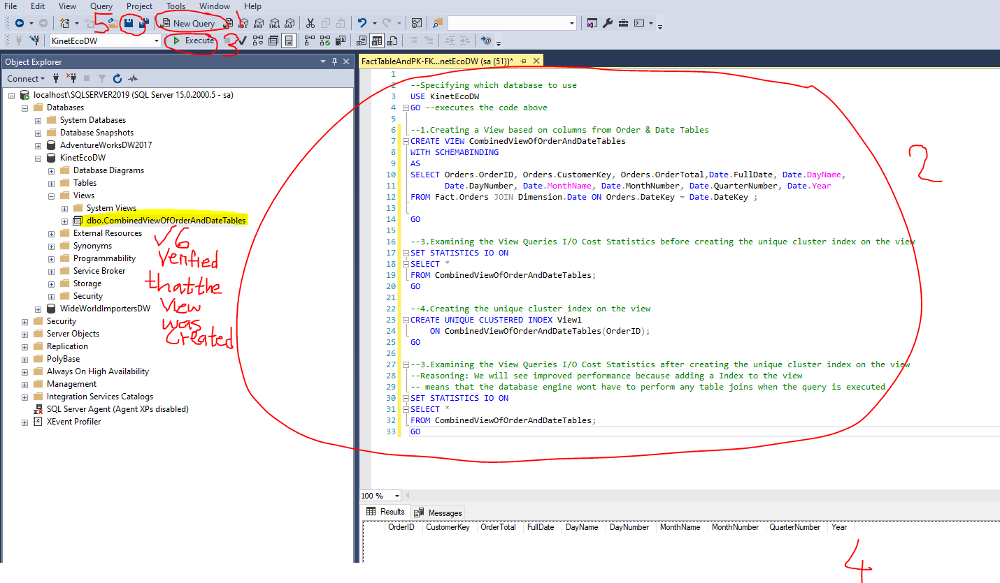 File Edit View Query Project Tools Window Help
5 New Query 1 MDX DMX XMLA DAX
KinetEcoDW Execute 3
Object Explorer
Connect
localhost\SQLSERVER2019 (SQL Server 15.0.2000.5 - sa)
Databases
System Databases
Database Snapshots
AdventureWorksDW2017
KinetEcoDW
Database Diagrams
Tables
Views
System Views
dbo.CombinedViewOfOrderAndDateTables
External Resources
Synonyms
Programmability
Service Broker
Storage
Security
WideWorldImportersDW
Security
Server Objects
Replication
PolyBase
Always On High Availability
Management
Integration Services Catalogs
SQL Server Agent (Agent XPs disabled)
XEvent Profiler
√6
Verified
that the
View
was
Created
FactTableAndPK-FK...netEcoDW (sa (51))*
1
2 --Specifying which database to use
3 USE KinetEcoDW
4 GO --executes the code above
5
6 --1.Creating a View based on columns from Order & Date Tables
7 CREATE VIEW CombinedViewOfOrderAndDateTables
8 WITH SCHEMABINDING
9 AS
10 SELECT Orders.OrderID, Orders.CustomerKey, Orders.OrderTotal,Date.FullDate, Date.DayName,
11 Date.DayNumber, Date.MonthName, Date.MonthNumber, Date.QuarterNumber, Date.Year
12 FROM Fact.Orders JOIN Dimension.Date ON Orders.DateKey = Date.DateKey ;
13
14 GO
15
16 --3.Examining the View Queries I/O Cost Statistics before creating the unique cluster index on the view
17 SET STATISTICS IO ON
18 SELECT *
19 FROM CombinedViewOfOrderAndDateTables;
20 GO
21
22 --4.Creating the unique cluster index on the view
23 CREATE UNIQUE CLUSTERED INDEX View1
24 ON CombinedViewOfOrderAndDateTables(OrderID);
25 GO
26
27 --3.Examining the View Queries I/O Cost Statistics after creating the unique cluster index on the view
28 --Reasoning: We will see improved performance because adding a Index to the view
29 -- means that the database engine wont have to perform any table joins when the query is executed
30 SET STATISTICS IO ON
31 SELECT *
32 FROM CombinedViewOfOrderAndDateTables;
33 GO
2
100 %
Results Messages
OrderID CustomerKey OrderTotal FullDate DayName DayNumber MonthName MonthNumber QuarterNumber Year
4